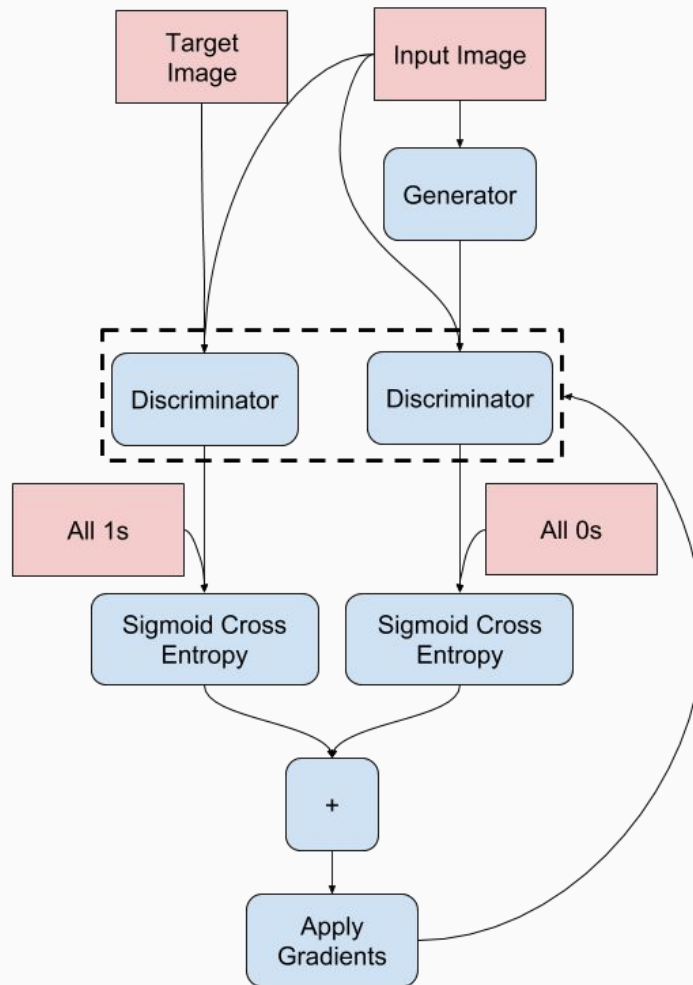 Target
Image
Input Image
Generator
Discriminator
Discriminator
All 1s
All 0s
Sigmoid Cross
Entropy
Sigmoid Cross
Entropy
+
Apply
Gradients